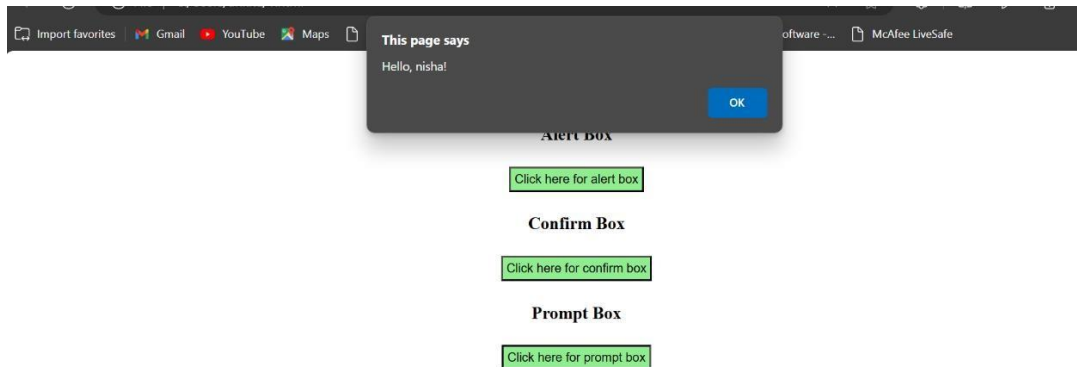 Import favorites Gmail YouTube Maps oftware -... McAfee LiveSafe
This page says
Hello, nisha!
OK
Alert Box
Click here for alert box
Confirm Box
Click here for confirm box
Prompt Box
Click here for prompt box